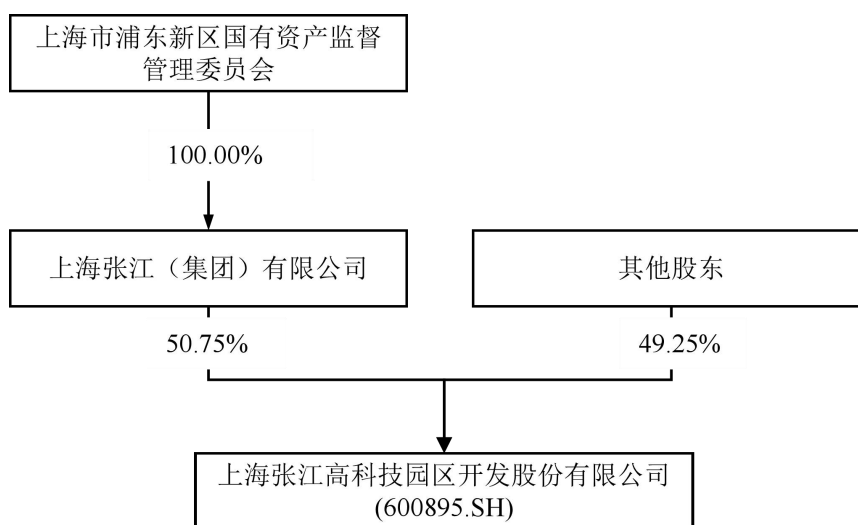 上海市浦东新区国有资产监督
管理委员会
100.00%
上海张江（集团）有限公司
其他股东
50.75%
49.25%
上海张江高科技园区开发股份有限公司
(600895.SH)